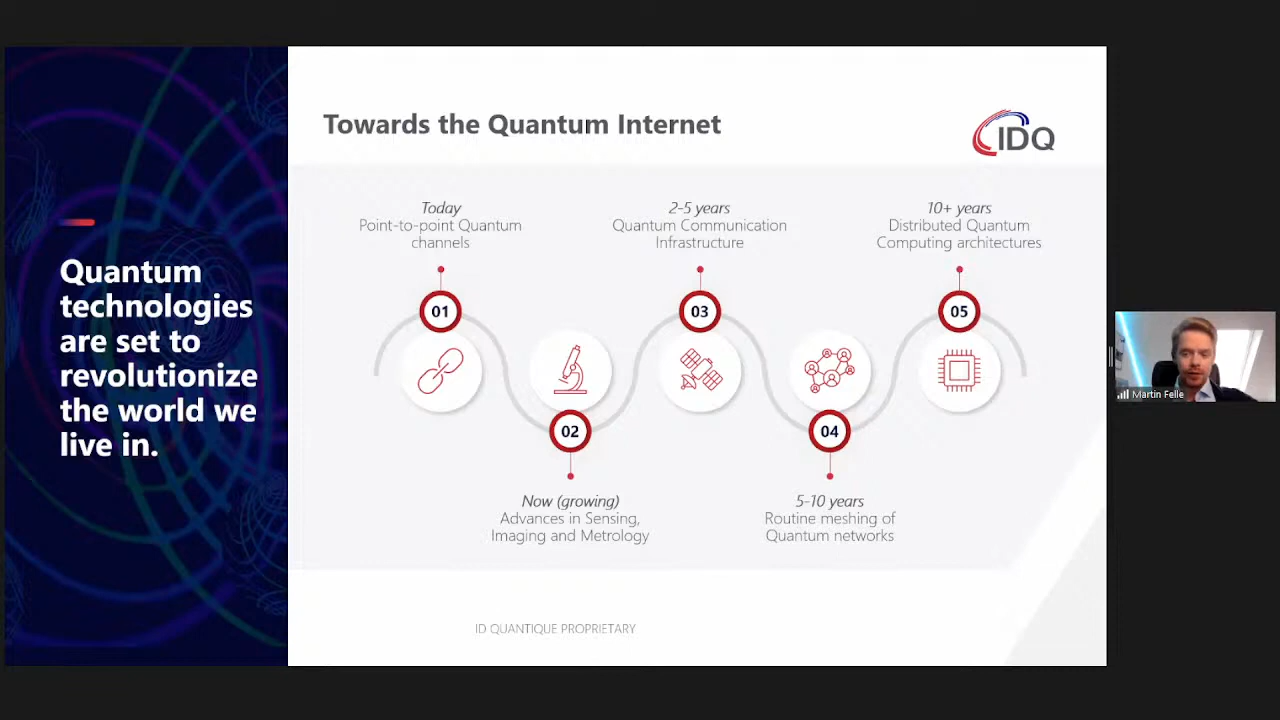 Quantum
technologies
are set to
revolutionize
the world we
live in.
Towards the Quantum Internet
IDQ
Today
Point-to-point Quantum
channels
2-5 years
Quantum Communication
Infrastructure
10+ years
Distributed Quantum
Computing architectures
01
03
05
02
04
Now (growing)
Advances in Sensing,
Imaging and Metrology
5-10 years
Routine meshing of
Quantum networks
ID QUANTIQUE PROPRIETARY
Martin Felle